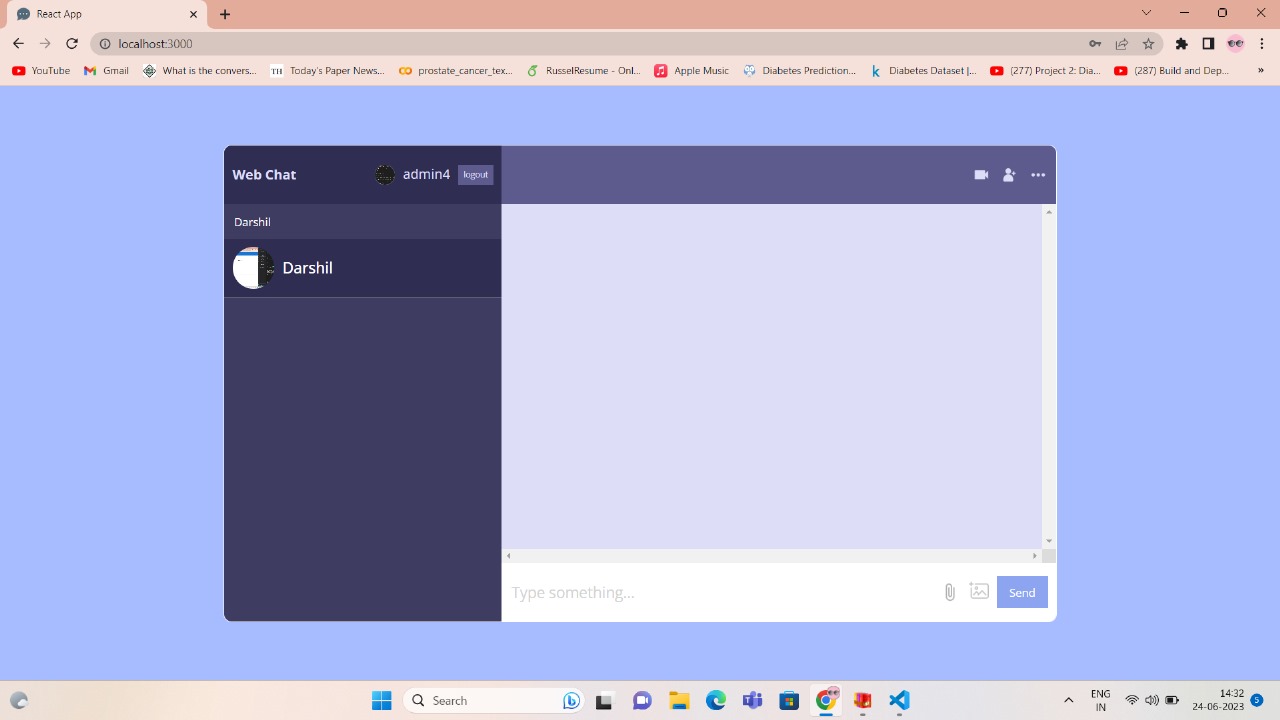 React App
localhost:3000
YouTube
Gmail
What is the convers...
TH Today's Paper News...
prostate_cancer_tex...
RusselResume - Onl...
Apple Music
Diabetes Prediction...
k Diabetes Dataset |...
(277) Project 2: Dia...
(287) Build and Dep...
»
Web Chat
admin4
logout
Darshil
Darshil
Type something...
Send
Search
ENG
IN
14:32
24-06-2023
5